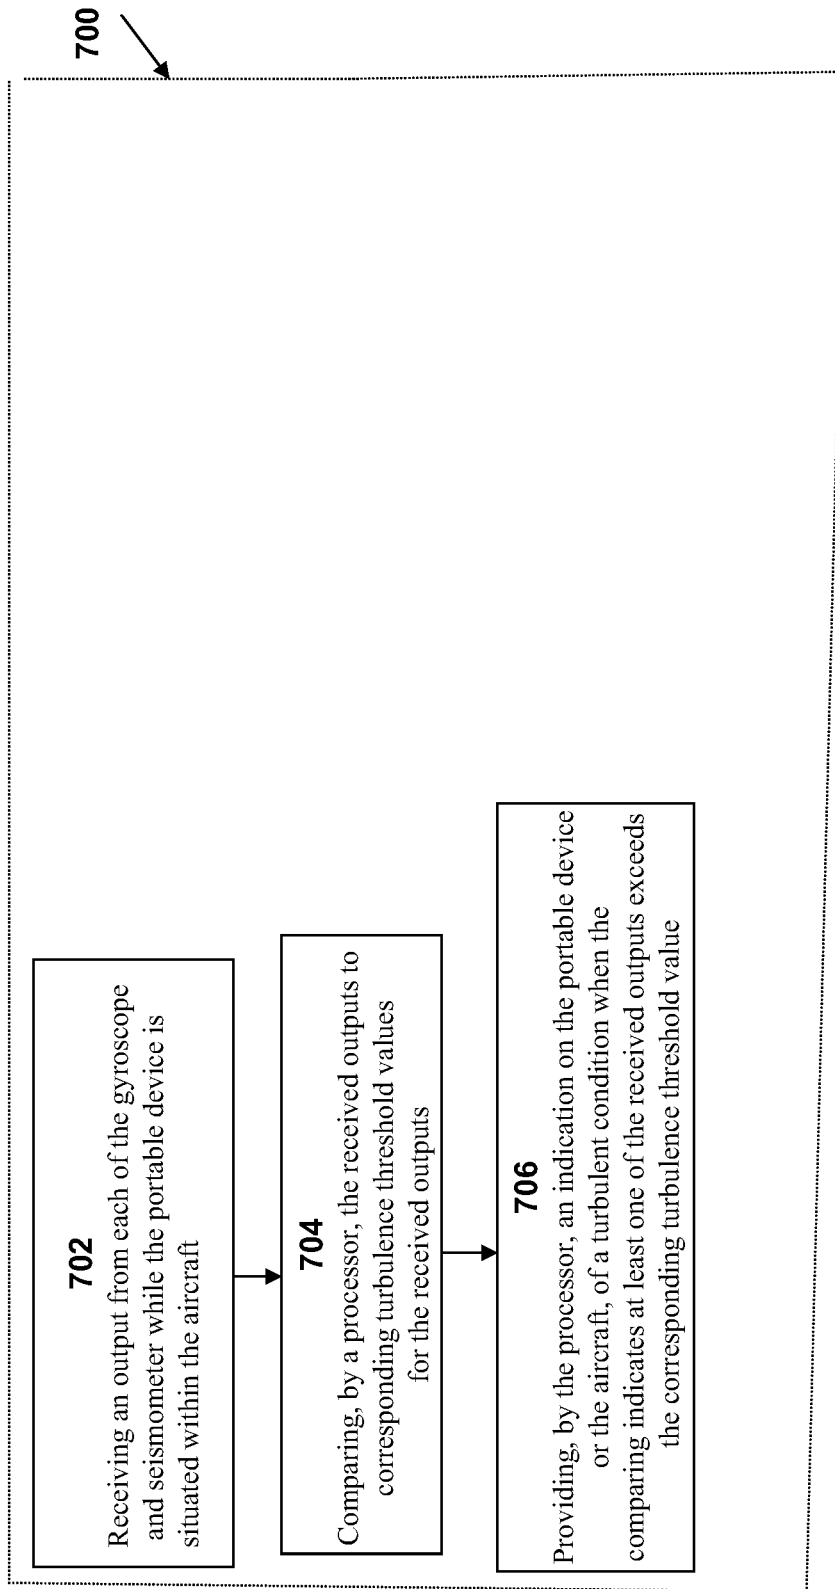 700
702
Receiving an output from each of the gyroscope
and seismometer while the portable device is
situated within the aircraft
704
Comparing, by a processor, the received outputs to
corresponding turbulence threshold values
for the received outputs
706
Providing, by the processor, an indication on the portable device
or the aircraft, of a turbulent condition when the
comparing indicates at least one of the received outputs exceeds
the corresponding turbulence threshold value